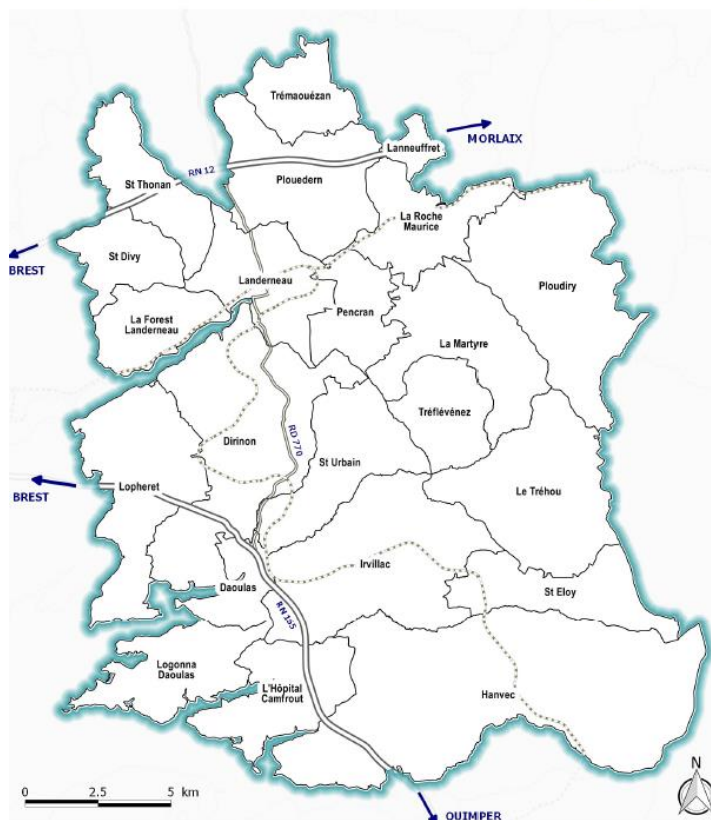 Trémaouézan
Lanneuffret
MORLAIX
RN 12
Plouedern
St Thonan
La Roche
Maurice
St Divy
BREST
Landerneau
Ploudiry
Pencran
La Forest
Landerneau
La Martyre
Tréflévénez
Dirinon
RD 770
St Urbain
Lopheret
BREST
Le Tréhou
Irvillac
Daoulas
St Eloy
RN 165
Logonna
Daoulas
L'Hôpital
Camfrout
Hanvec
N
0 2.5 5 km
QUIMPER